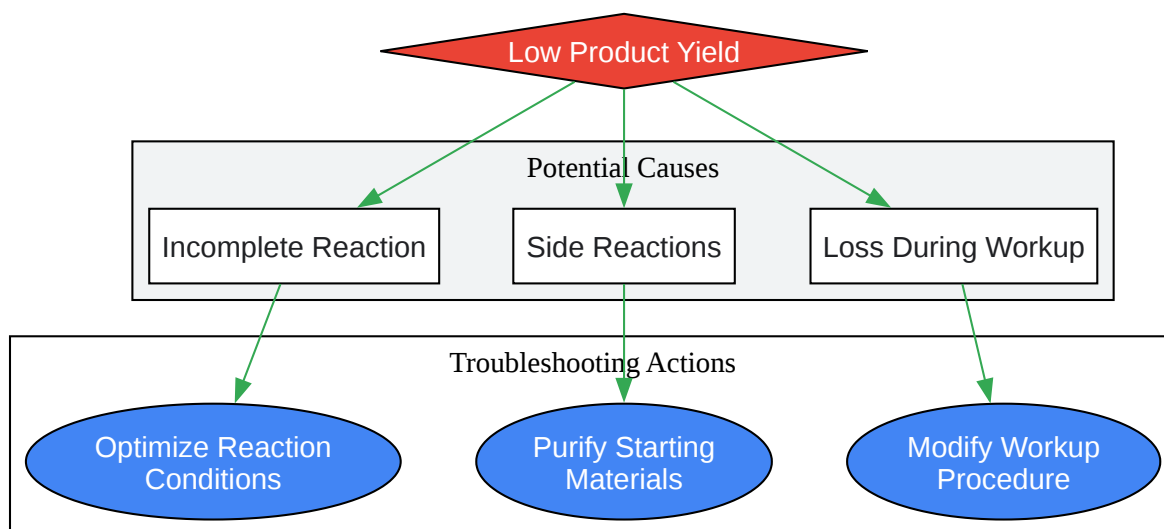 Low Product Yield
Potential Causes
Incomplete Reaction
Side Reactions
Loss During Workup
Troubleshooting Actions
Optimize Reaction
Conditions
Purify Starting
Materials
Modify Workup
Procedure